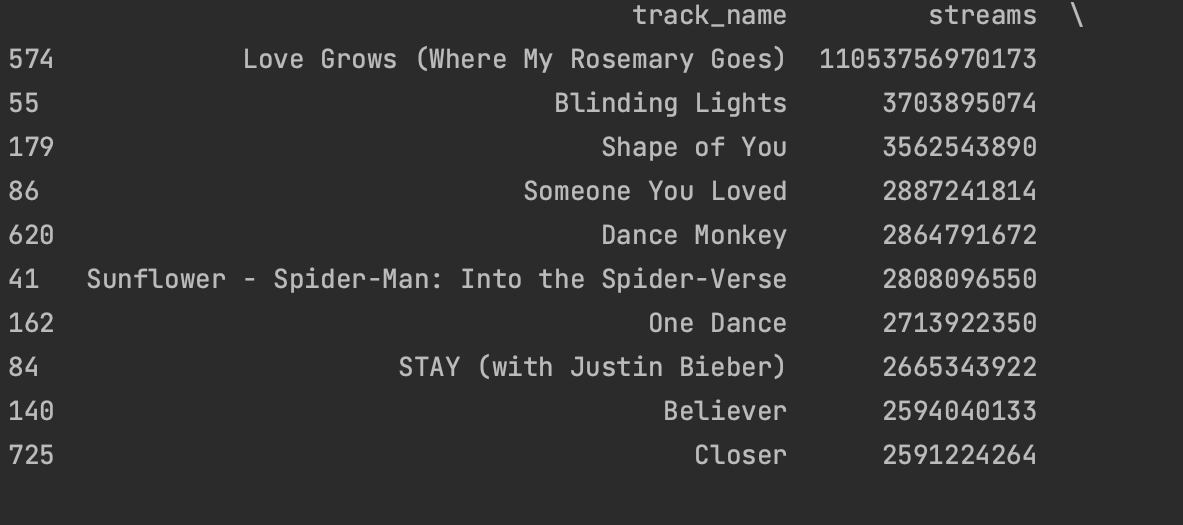 track_name streams \
574 Love Grows (Where My Rosemary Goes) 11053756970173
55 Blinding Lights 3703895074
179 Shape of You 3562543890
86 Someone You Loved 2887241814
620 Dance Monkey 2864791672
41 Sunflower - Spider-Man: Into the Spider-Verse 2808096550
162 One Dance 2713922350
84 STAY (with Justin Bieber) 2665343922
140 Believer 2594040133
725 Closer 2591224264